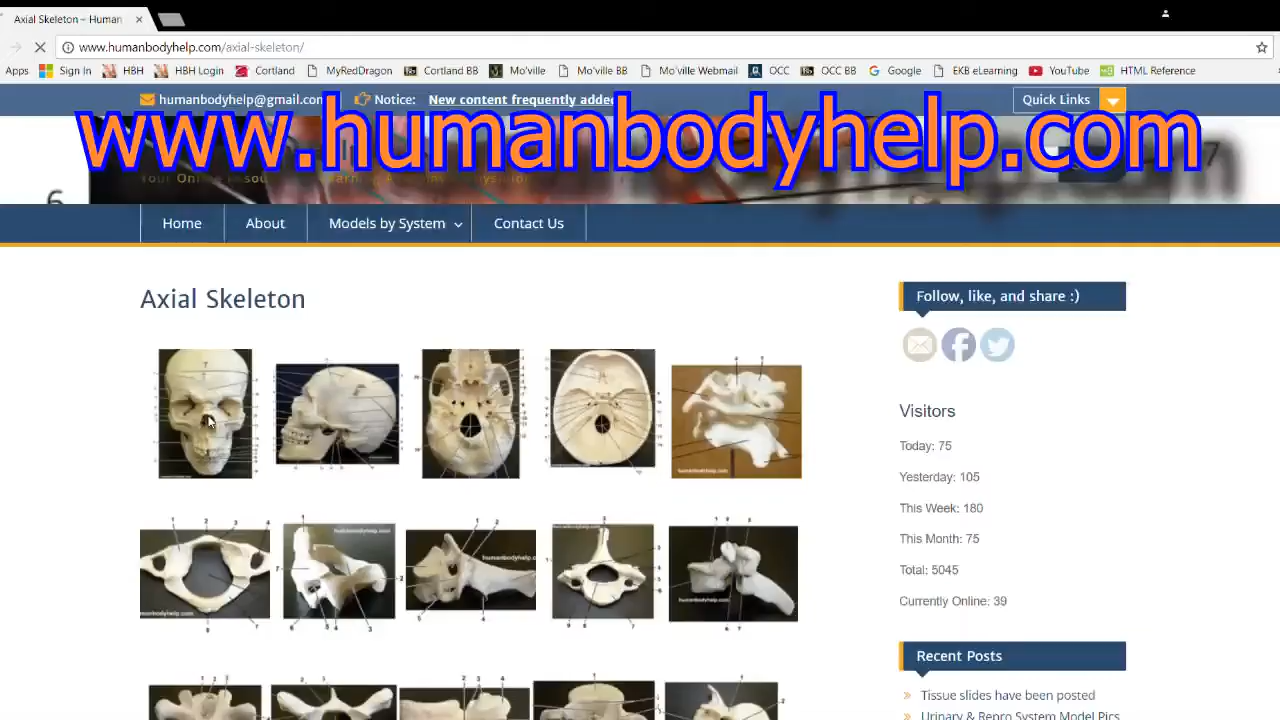 Axial Skeleton – Human
www.humanbodyhelp.com/axial-skeleton/
Apps Sign In HBH HBH Login Cortland MyRedDragon Cortland BB Mo'ville Mo'ville BB Mo'ville Webmail OCC OCC BB Google EKB eLearning YouTube HTML Reference
humanbodyhelp@gmail.com Notice: New content frequently added Quick Links
www.humanbodyhelp.com
Home About Models by System Contact Us
Axial Skeleton
Follow, like, and share :)
Visitors
Today: 75
Yesterday: 105
This Week: 180
This Month: 75
Total: 5045
Currently Online: 39
Recent Posts
Tissue slides have been posted
Urinary & Repro System Model Pics